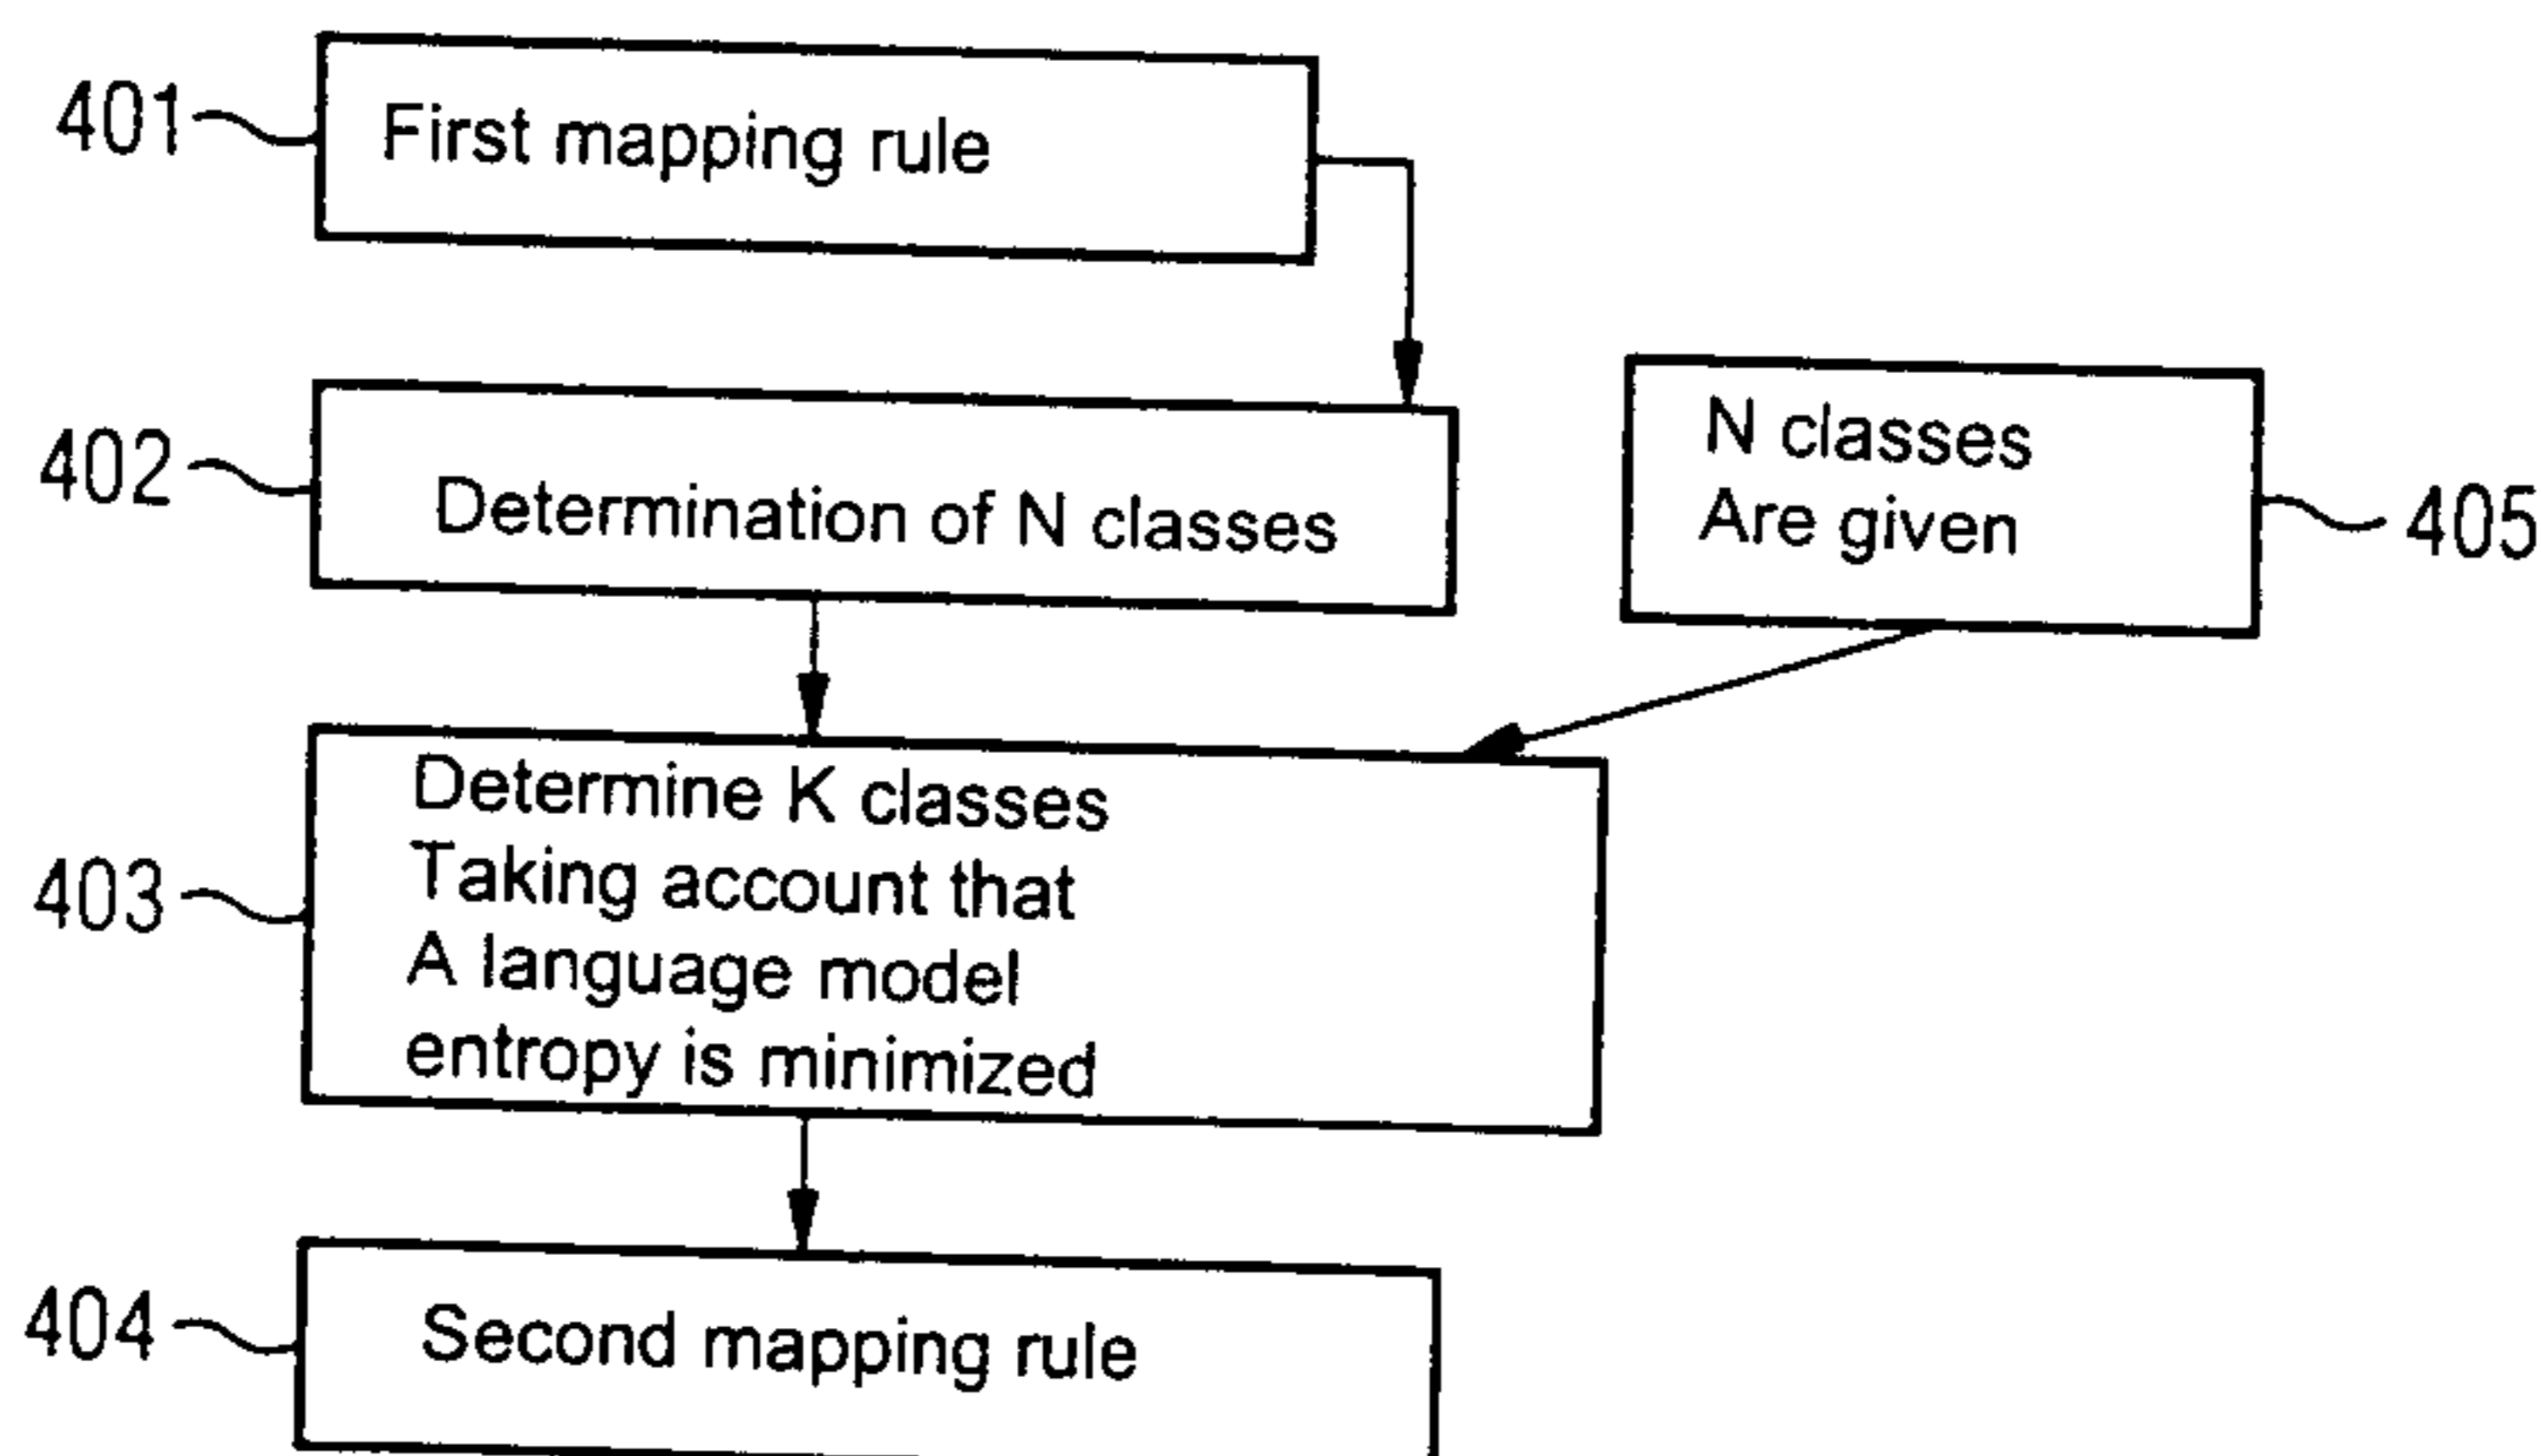 401
First mapping rule
402
Determination of N classes
N classes
Are given
405
403
Determine K classes
Taking account that
A language model
entropy is minimized
404
Second mapping rule